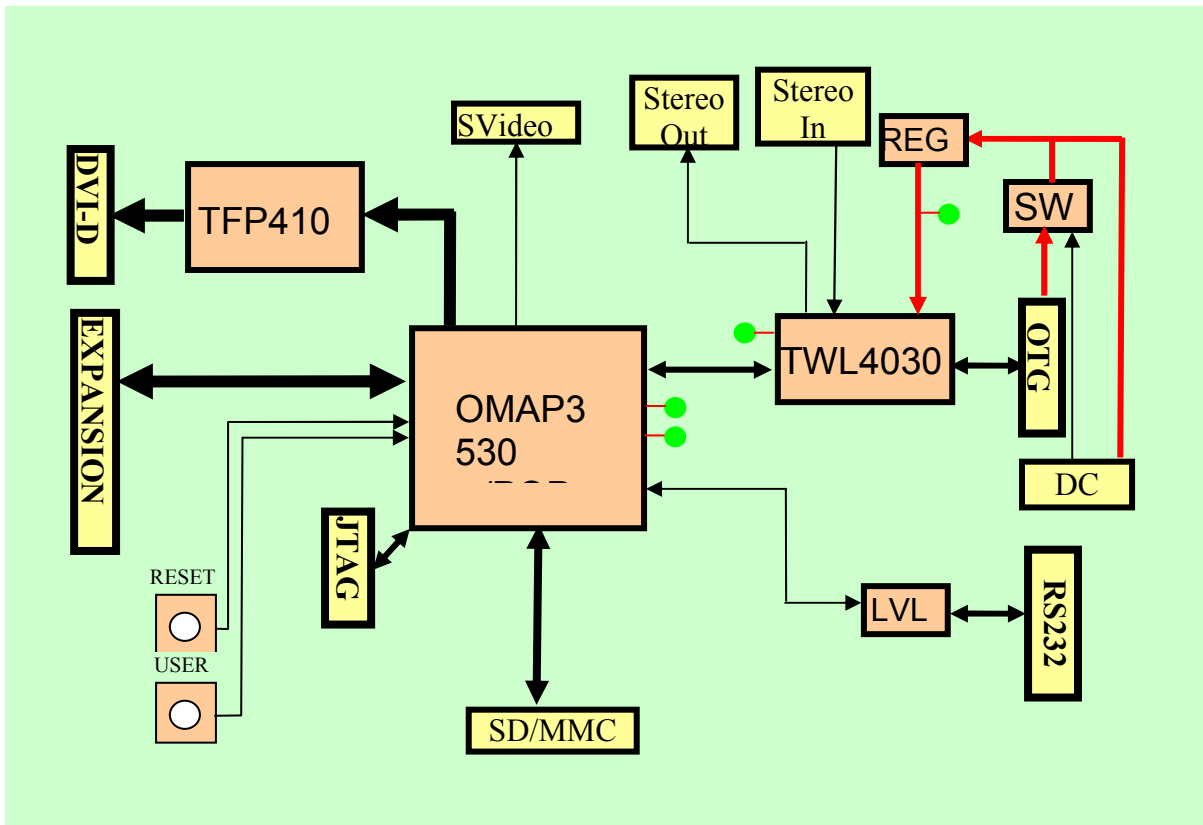 Stereo
Out
Stereo
In
SVideo
REG
DVI-D
TFP410
SW
EXPANSION
TWL4030
OTG
OMAP3
530
DC
JTAG
RESET
LVL
RS232
USER
SD/MMC